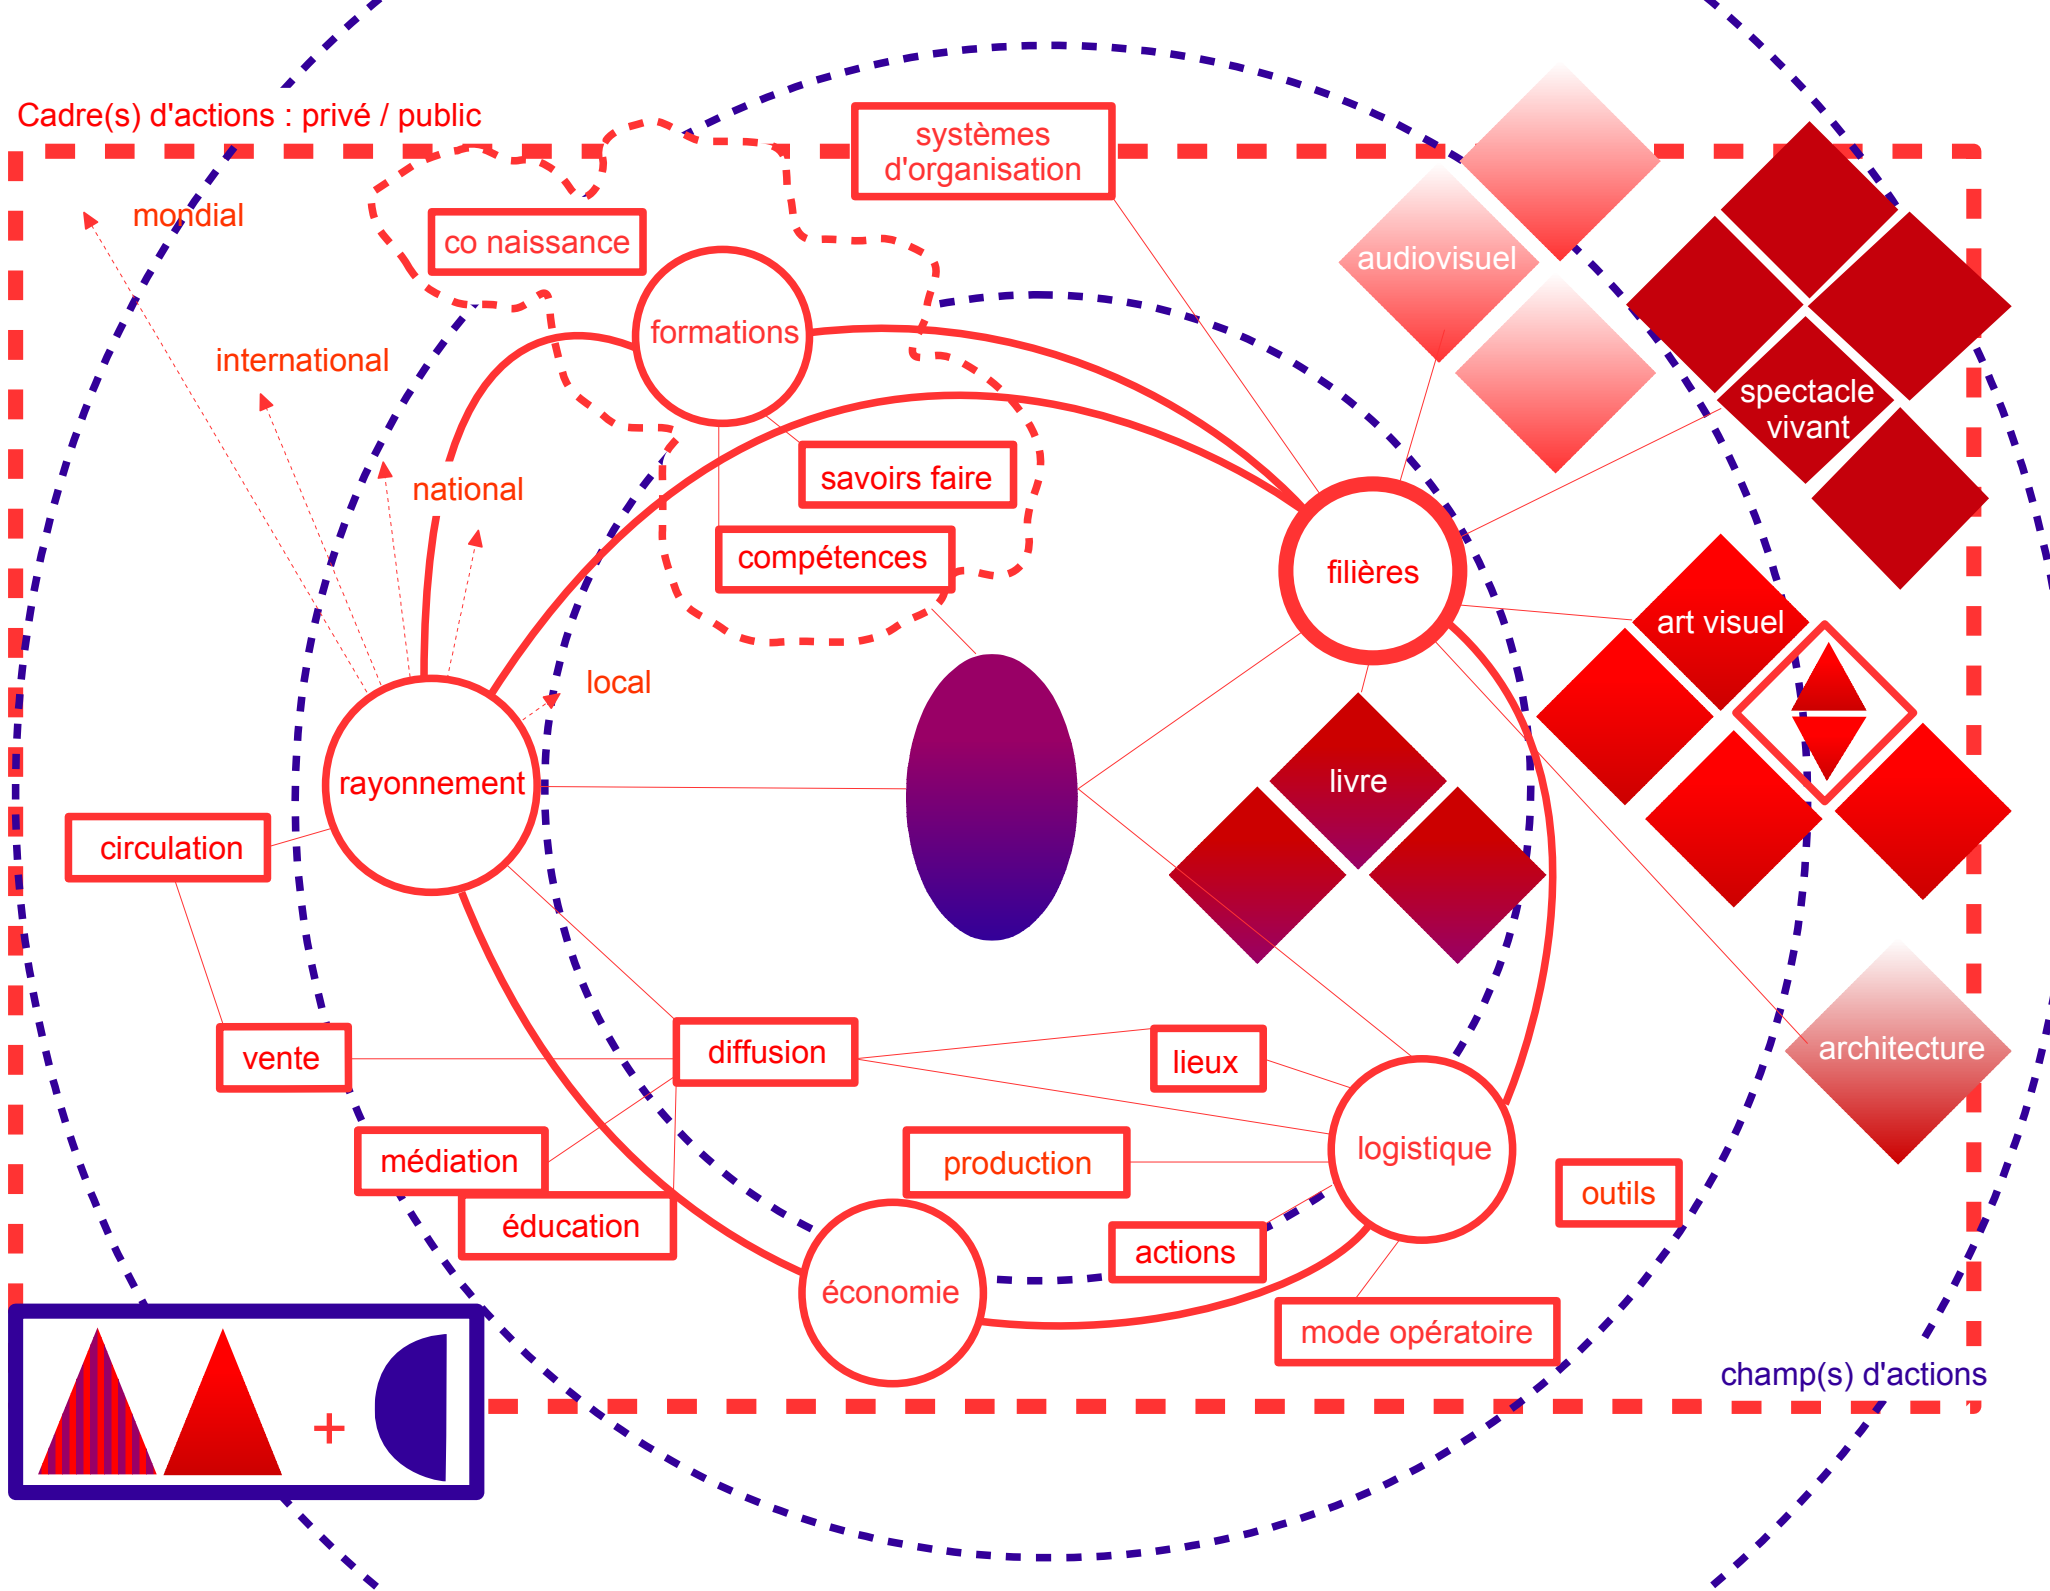 Cadre(s) d'actions : privé / public
systèmes
d'organisation
mondial
co naissance
audiovisuel
formations
international
spectacle
vivant
savoirs faire
national
compétences
filières
art visuel
local
rayonnement
livre
circulation
vente
diffusion
lieux
architecture
médiation
production
logistique
outils
éducation
actions
économie
mode opératoire
champ(s) d'actions
+